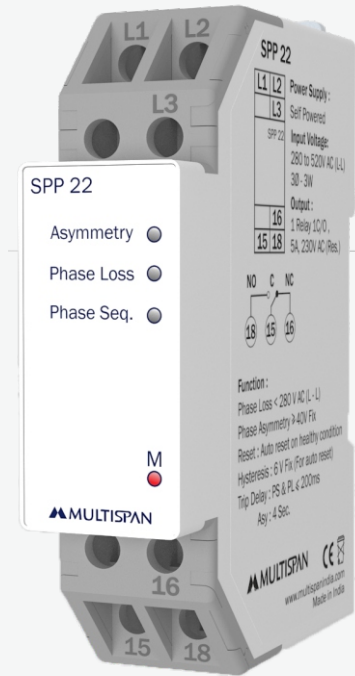 L1 L2
L3
SPP 22
Asymmetry
Phase Loss
Phase Seq.
M
MULTISPAN
16
15 18
SPP 22
L1 L2
L3
SPP 22
Power Supply :
Self Powered
Input Voltage:
280 to 520V AC (L-L)
3Ø - 3W
Output :
1 Relay 1C/O ,
5A, 230V AC (Res.)
16
15 18
NO C NC
18 15 16
Function :
Phase Loss < 280 V AC (L - L)
Phase Asymmetry > 40V Fix
Reset : Auto reset on healthy condition
Hysteresis : 6 V Fix (For auto reset)
Trip Delay : PS & PL ≤ 200ms
Asy : 4 Sec.
MULTISPAN CE
www.multispanindia.com
Made in India